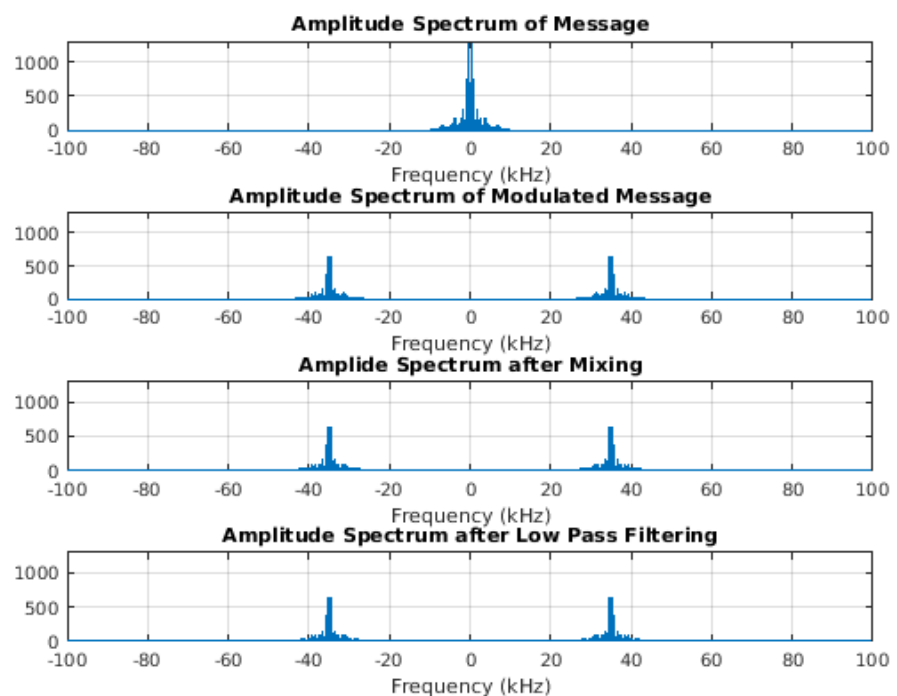 Amplitude Spectrum of Message
1000
500
0
-100 -80 -60 -40 -20 0 20 40 60 80 100
Frequency (kHz)
Amplitude Spectrum of Modulated Message
1000
500
0
-100 -80 -60 -40 -20 0 20 40 60 80 100
Frequency (kHz)
Amplide Spectrum after Mixing
1000
500
0
-100 -80 -60 -40 -20 0 20 40 60 80 100
Frequency (kHz)
Amplitude Spectrum after Low Pass Filtering
1000
500
0
-100 -80 -60 -40 -20 0 20 40 60 80 100
Frequency (kHz)